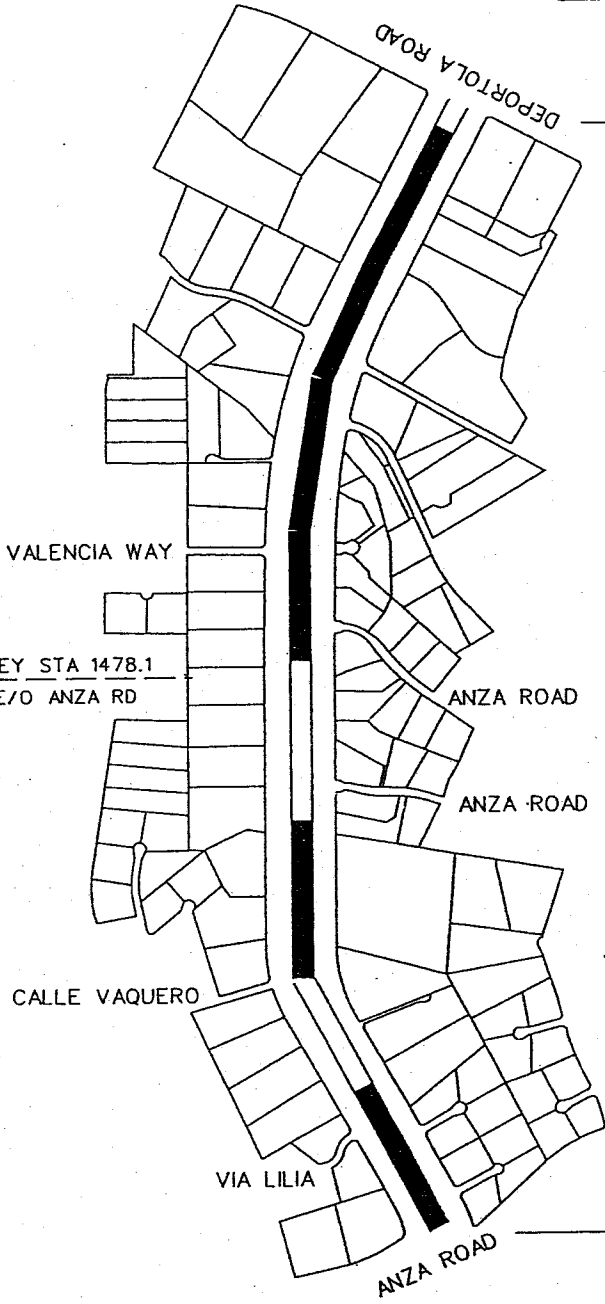 DEPORTOLA ROAD
VALENCIA WAY
EY STA 1478.1
E/O ANZA RD
ANZA ROAD
ANZA ROAD
CALLE VAQUERO
VIA LILIA
ANZA ROAD